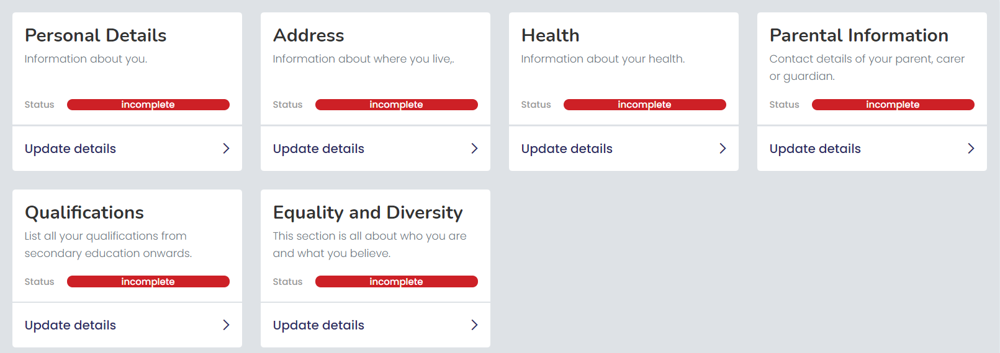 Personal Details
Information about you.
Status incomplete
Update details
Address
Information about where you live,.
Status incomplete
Update details
Health
Information about your health.
Status incomplete
Update details
Parental Information
Contact details of your parent, carer
or guardian.
Status incomplete
Update details
Qualifications
List all your qualifications from
secondary education onwards.
Status incomplete
Update details
Equality and Diversity
This section is all about who you are
and what you believe.
Status incomplete
Update details